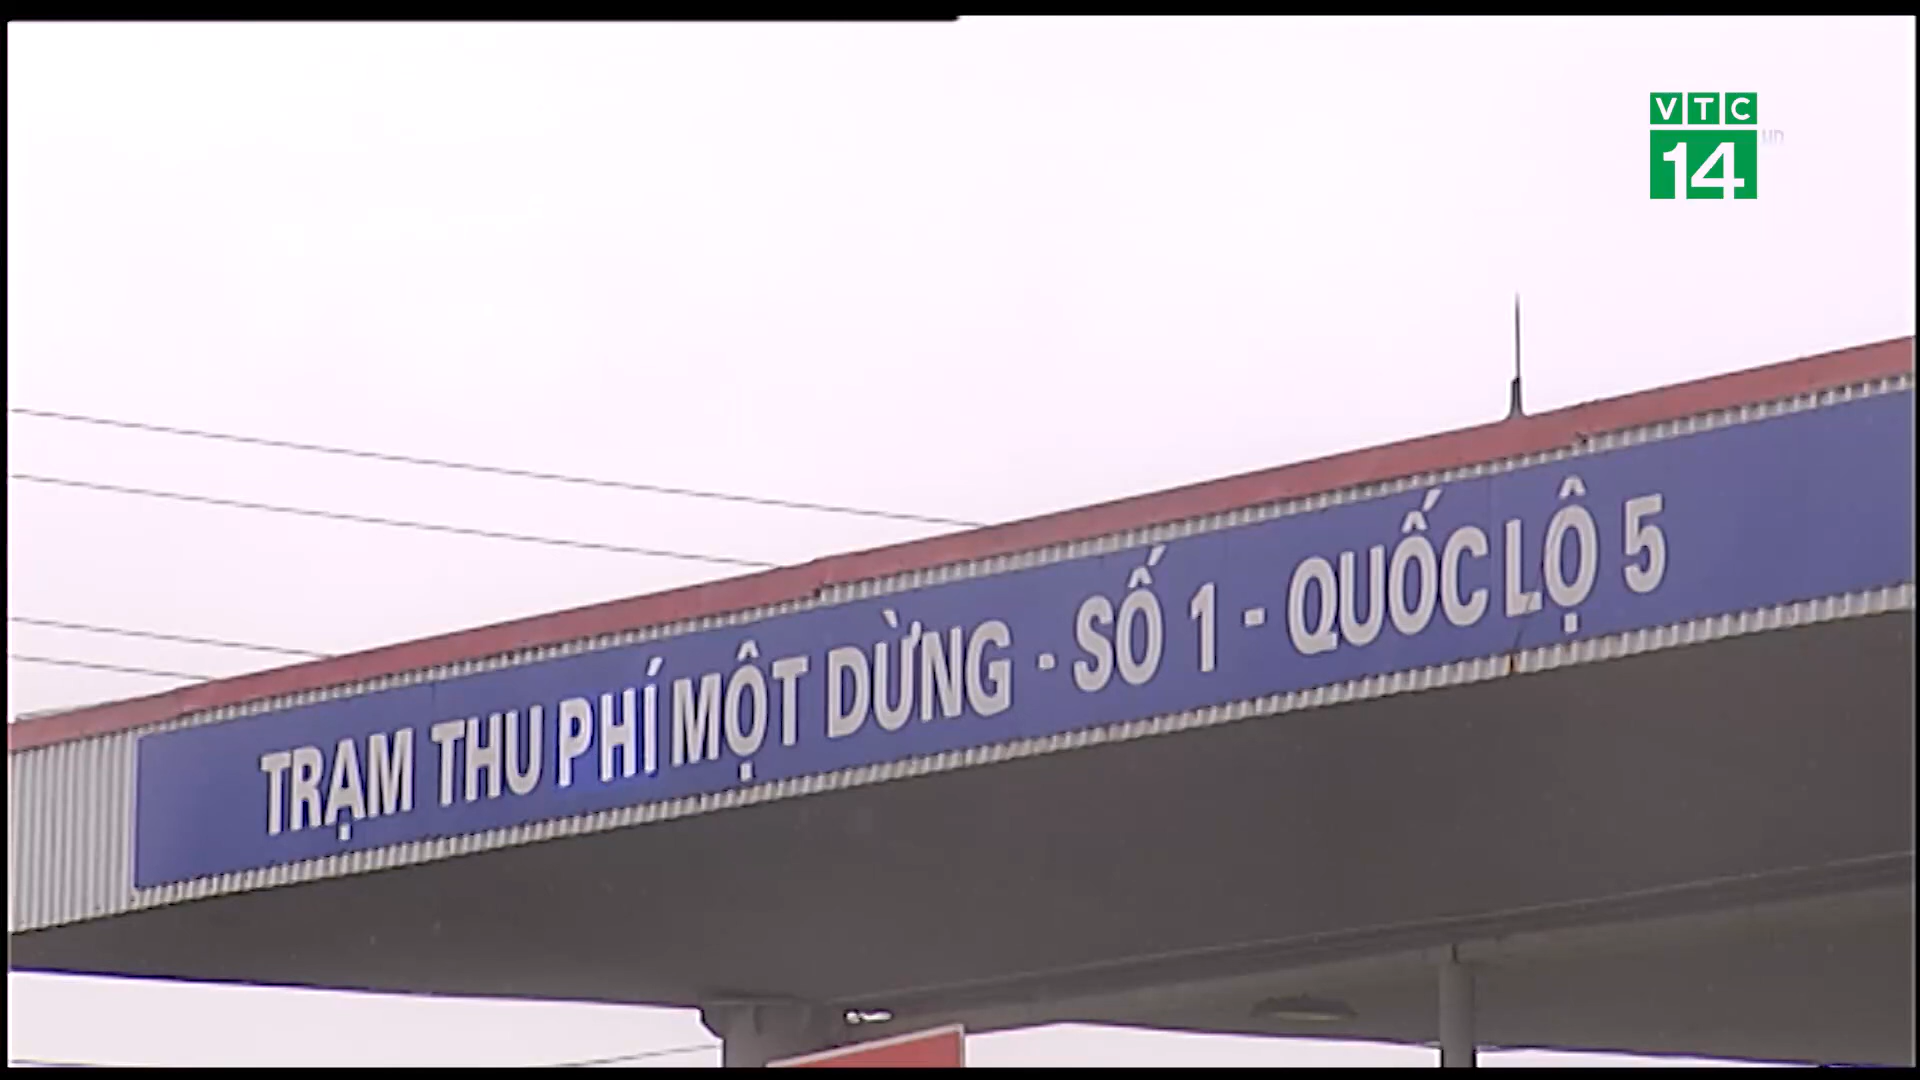 VTC
14
TRẠM THU PHÍ MỘT DỪNG - SỐ 1 - QUỐC LỘ 5